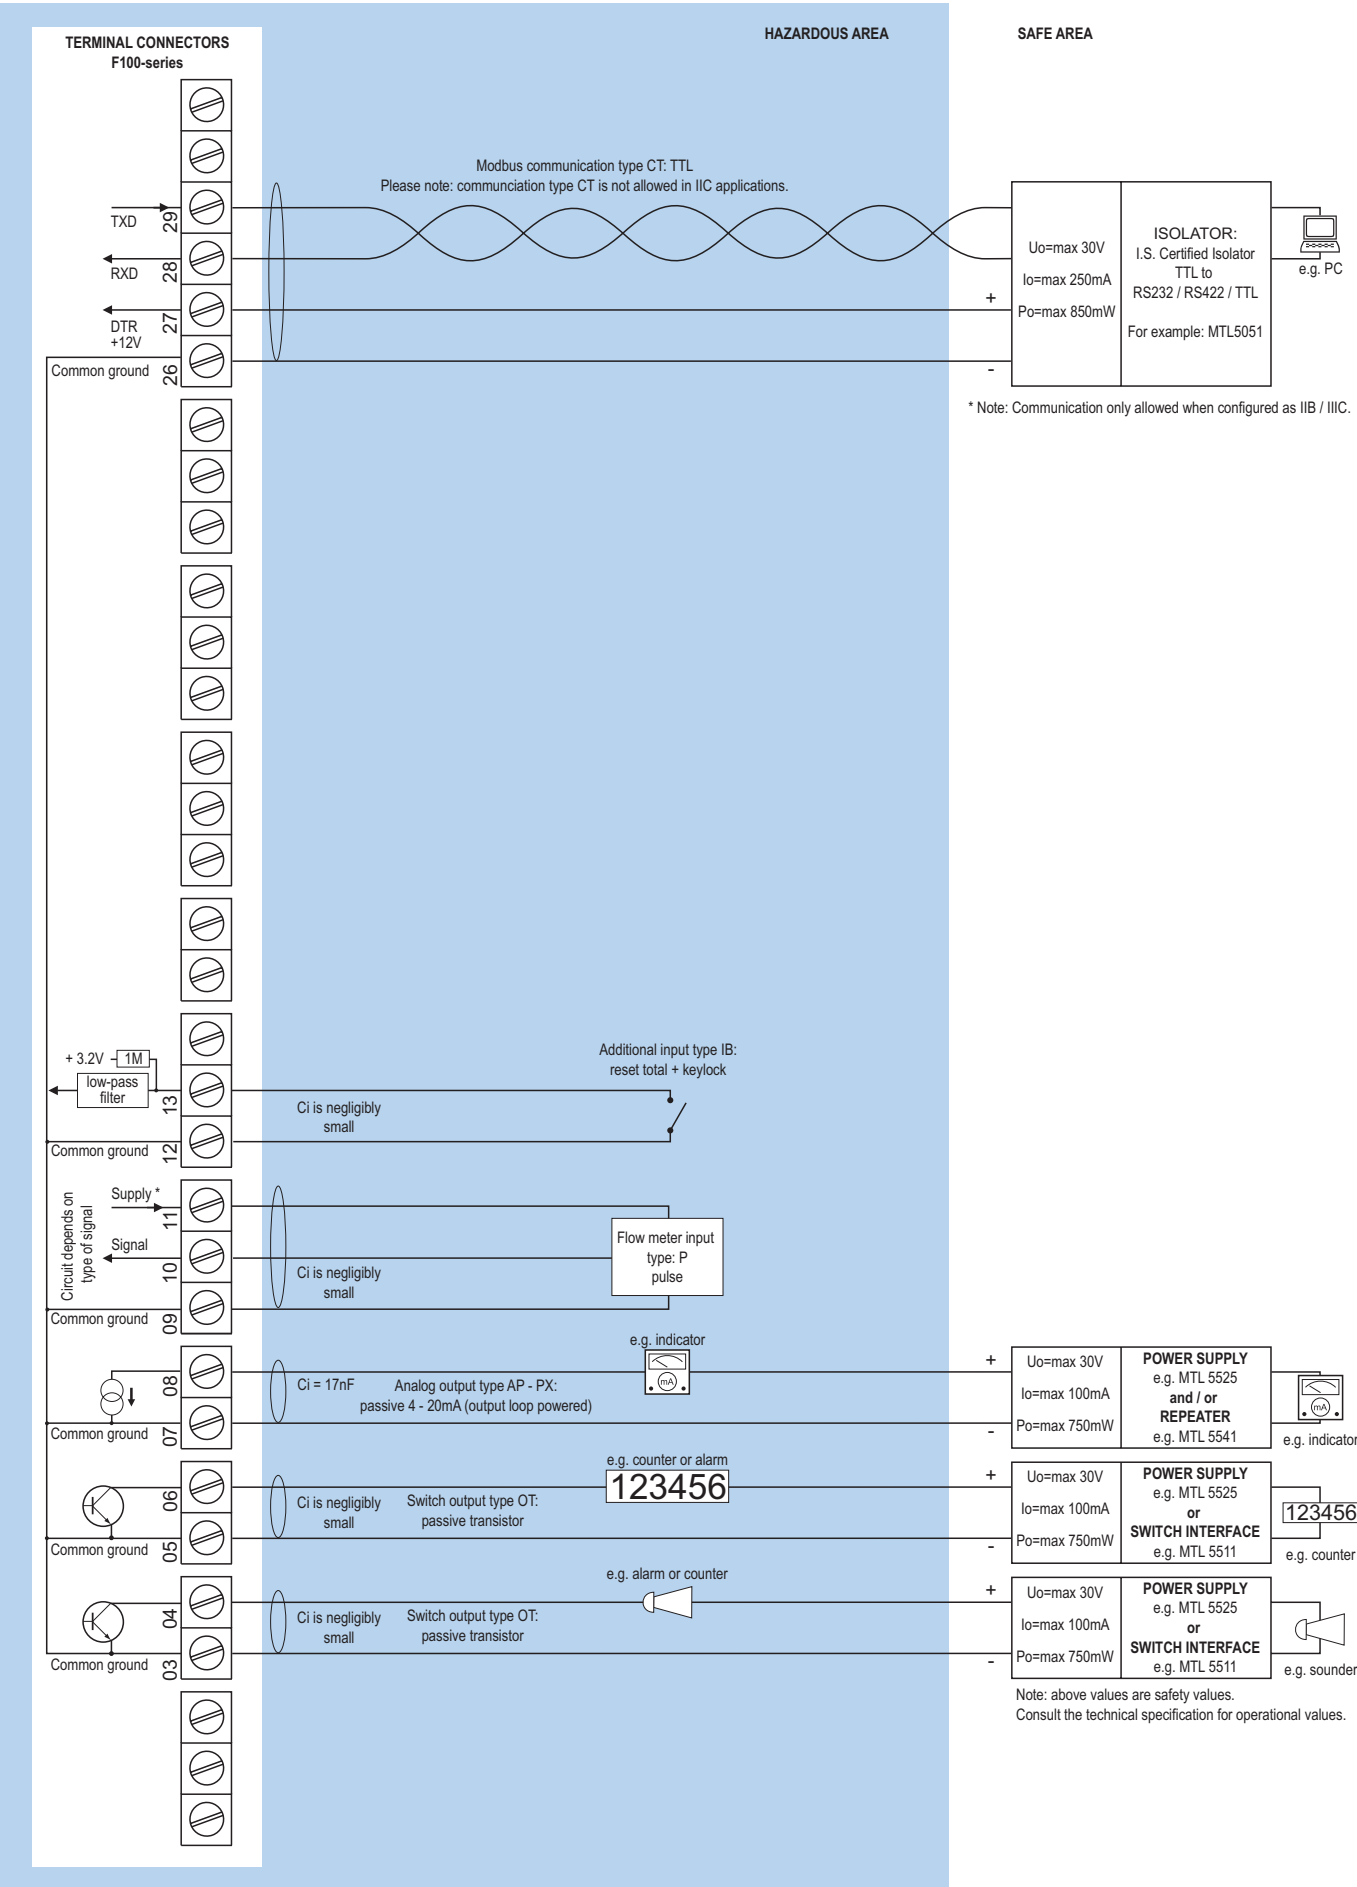 TERMINAL CONNECTORS
F100-series
HAZARDOUS AREA
SAFE AREA
Modbus communication type CT: TTL
Please note: communciation type CT is not allowed in IIC applications.
TXD
29
RXD
28
DTR
+12V
27
Common ground
26
+
-
Uo=max 30V
Io=max 250mA
Po=max 850mW
ISOLATOR:
I.S. Certified Isolator
TTL to
RS232 / RS422 / TTL
For example: MTL5051
e.g. PC
* Note: Communication only allowed when configured as IIB / IIIC.
+ 3.2V
1M
low-pass
filter
13
Common ground
12
Ci is negligibly
small
Additional input type IB:
reset total + keylock
Circuit depends on
type of signal
Supply *
11
Signal
10
Common ground
09
Ci is negligibly
small
Flow meter input
type: P
pulse
08
Common ground
07
Ci = 17nF
Analog output type AP - PX:
passive 4 - 20mA (output loop powered)
e.g. indicator
mA
+
-
Uo=max 30V
Io=max 100mA
Po=max 750mW
POWER SUPPLY
e.g. MTL 5525
and / or
REPEATER
e.g. MTL 5541
mA
e.g. indicator
06
Common ground
05
Ci is negligibly
small
Switch output type OT:
passive transistor
e.g. counter or alarm
123456
+
-
Uo=max 30V
Io=max 100mA
Po=max 750mW
POWER SUPPLY
e.g. MTL 5525
or
SWITCH INTERFACE
e.g. MTL 5511
123456
e.g. counter
04
Common ground
03
Ci is negligibly
small
Switch output type OT:
passive transistor
e.g. alarm or counter
+
-
Uo=max 30V
Io=max 100mA
Po=max 750mW
POWER SUPPLY
e.g. MTL 5525
or
SWITCH INTERFACE
e.g. MTL 5511
e.g. sounder
Note: above values are safety values.
Consult the technical specification for operational values.